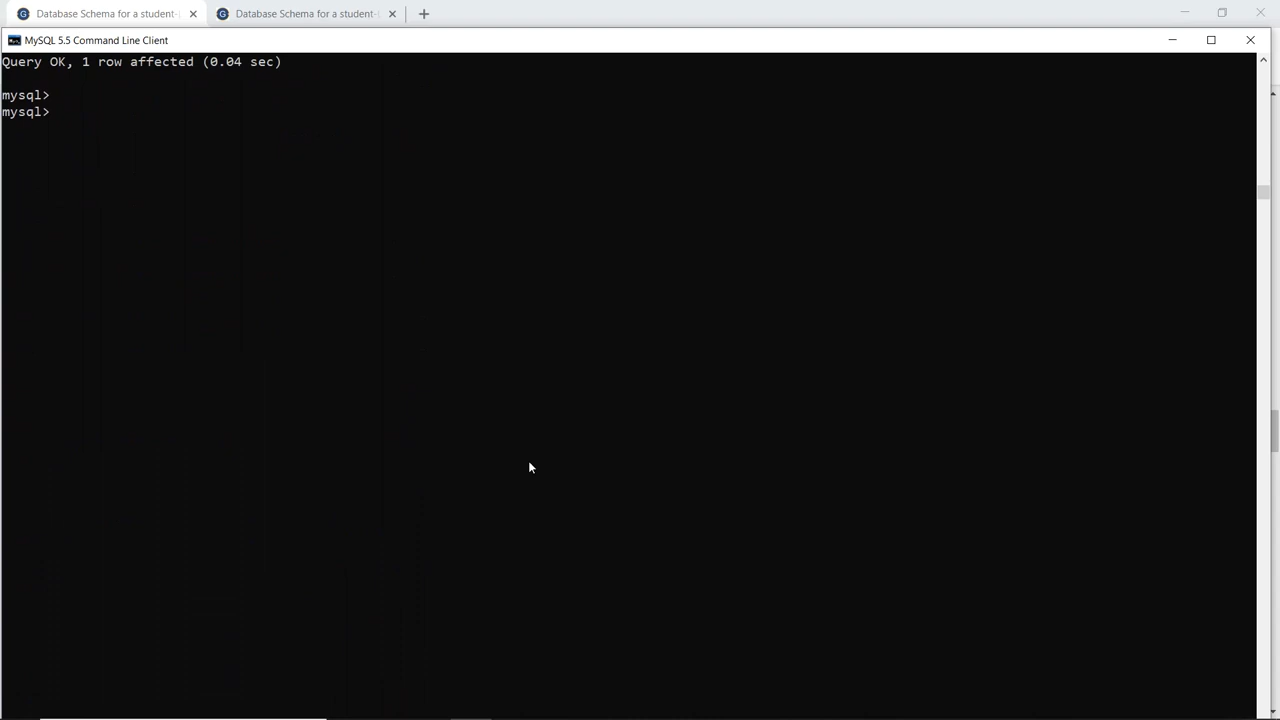 Database Schema for a student-
Database Schema for a student-
MySQL 5.5 Command Line Client
Query OK, 1 row affected (0.04 sec)
mysql>
mysql>